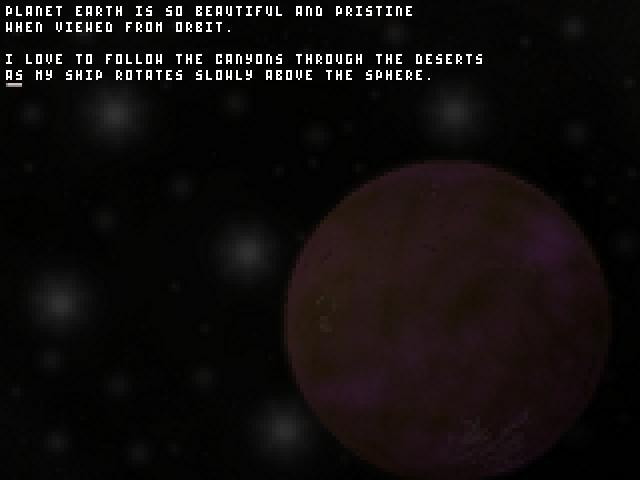 PLANET EARTH IS SO BEAUTIFUL AND PRISTINE
WHEN VIEWED FROM ORBIT.
I LOVE TO FOLLOW THE CANYONS THROUGH THE DESERTS
AS MY SHIP ROTATES SLOWLY ABOVE THE SPHERE.